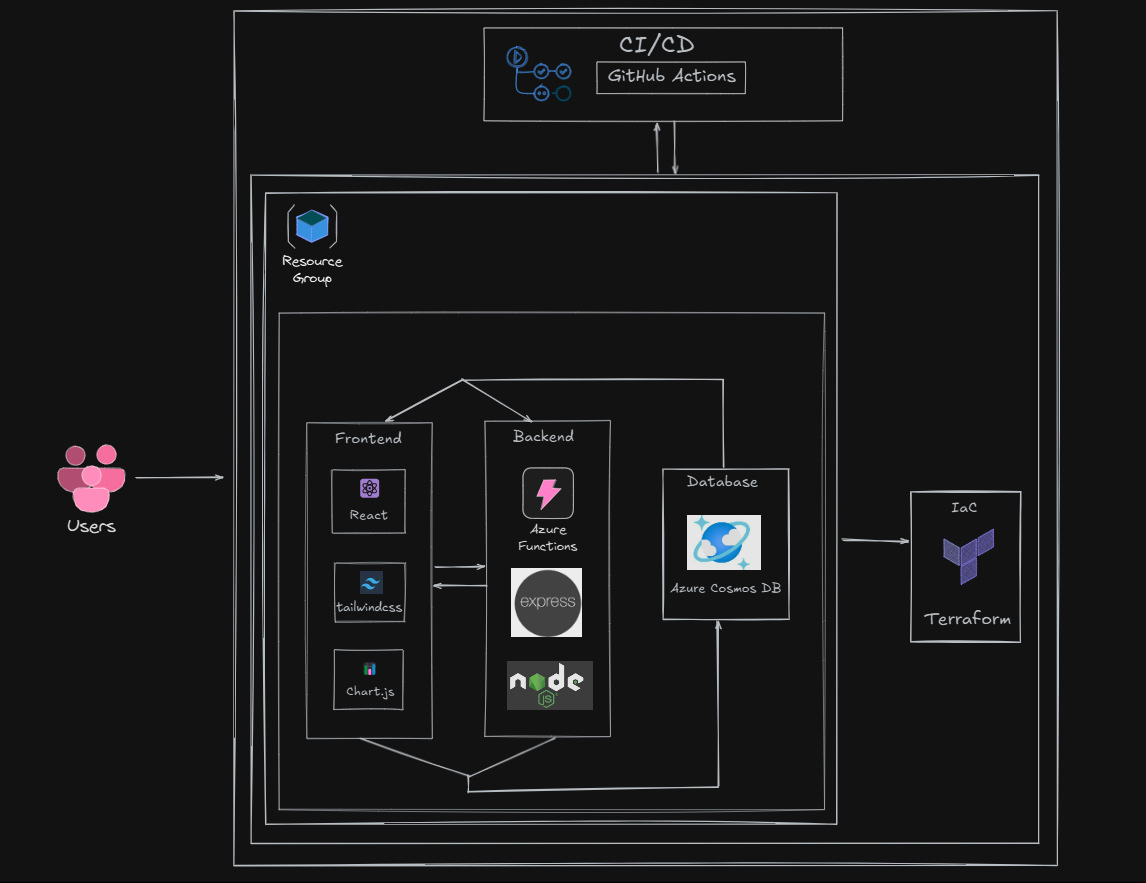 CI/CD
GitHub Actions
Resource
Group
Users
Frontend
React
tailwindcss
Chart.js
Backend
Azure
Functions
express
node
JS
Database
Azure Cosmos DB
IaC
Terraform